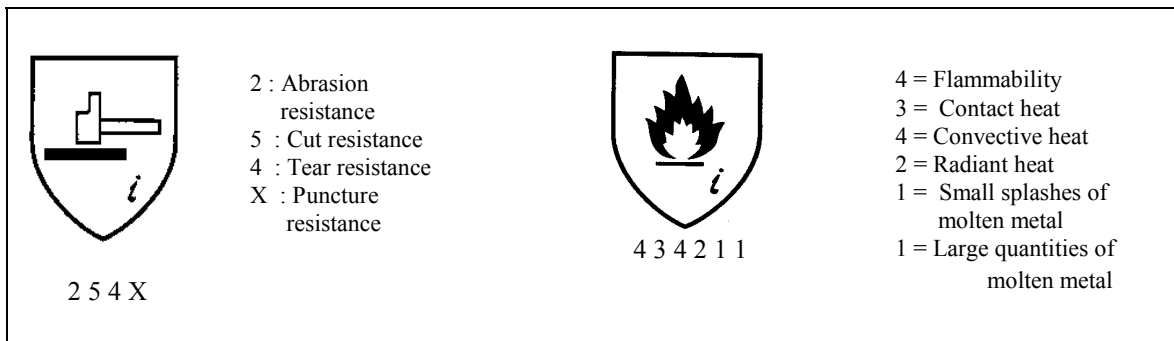 i
2 5 4 X
2 : Abrasion
resistance
5 : Cut resistance
4 : Tear resistance
X : Puncture
resistance
i
4 3 4 2 1 1
4 = Flammability
3 = Contact heat
4 = Convective heat
2 = Radiant heat
1 = Small splashes of
molten metal
1 = Large quantities of
molten metal